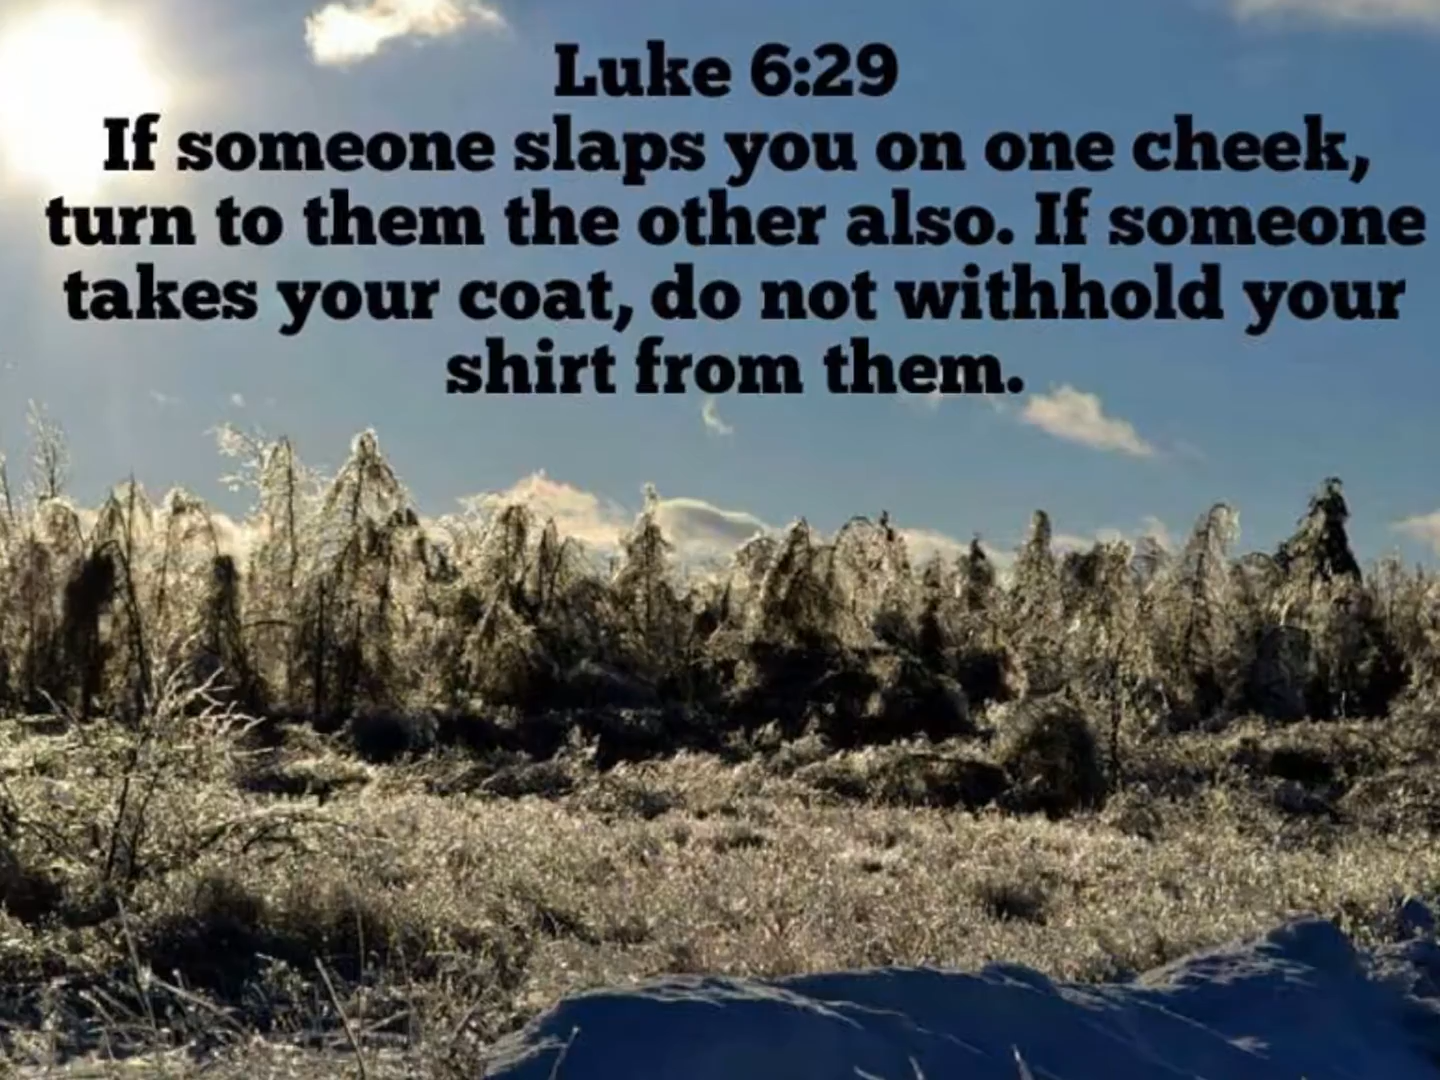 Luke 6:29
If someone slaps you on one cheek,
turn to them the other also. If someone
takes your coat, do not withhold your
shirt from them.